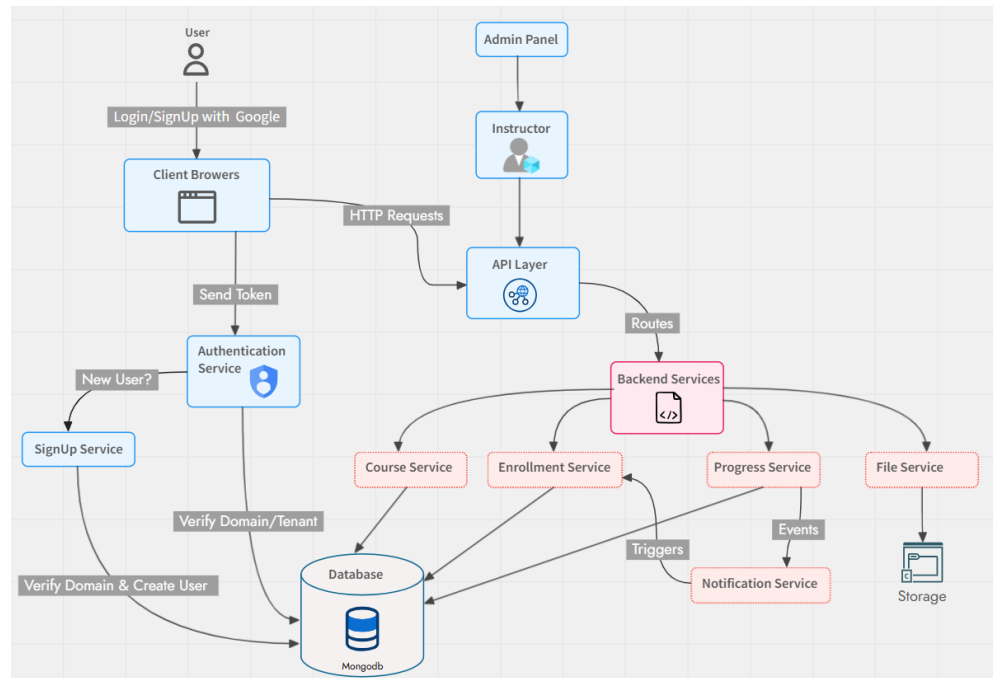 User
Admin Panel
Login/SignUp with Google
Instructor
Client Browers
HTTP Requests
API Layer
Send Token
Routes
Authentication
Service
New User?
Backend Services
SignUp Service
Course Service
Enrollment Service
Progress Service
File Service
Verify Domain/Tenant
Events
Triggers
Database
Notification Service
Verify Domain & Create User
Storage
Mongodb